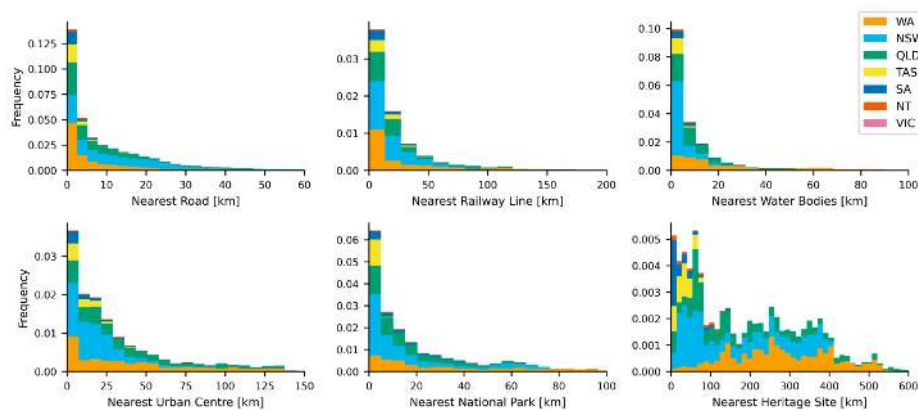 Frequency
0.125
0.100
0.075
0.050
0.025
0.000
0 10 20 30 40 50 60
Nearest Road [km]
0.03
0.02
0.01
0.00
0 50 100 150 200
Nearest Railway Line [km]
0.10
0.08
0.06
0.04
0.02
0.00
0 20 40 60 80 100
Nearest Water Bodies [km]
WA
NSW
QLD
TAS
SA
NT
VIC
Frequency
0.03
0.02
0.01
0.00
0 25 50 75 100 125 150
Nearest Urban Centre [km]
0.06
0.05
0.04
0.03
0.02
0.01
0.00
0 20 40 60 80 100
Nearest National Park [km]
0.005
0.004
0.003
0.002
0.001
0.000
0 100 200 300 400 500 600
Nearest Heritage Site [km]